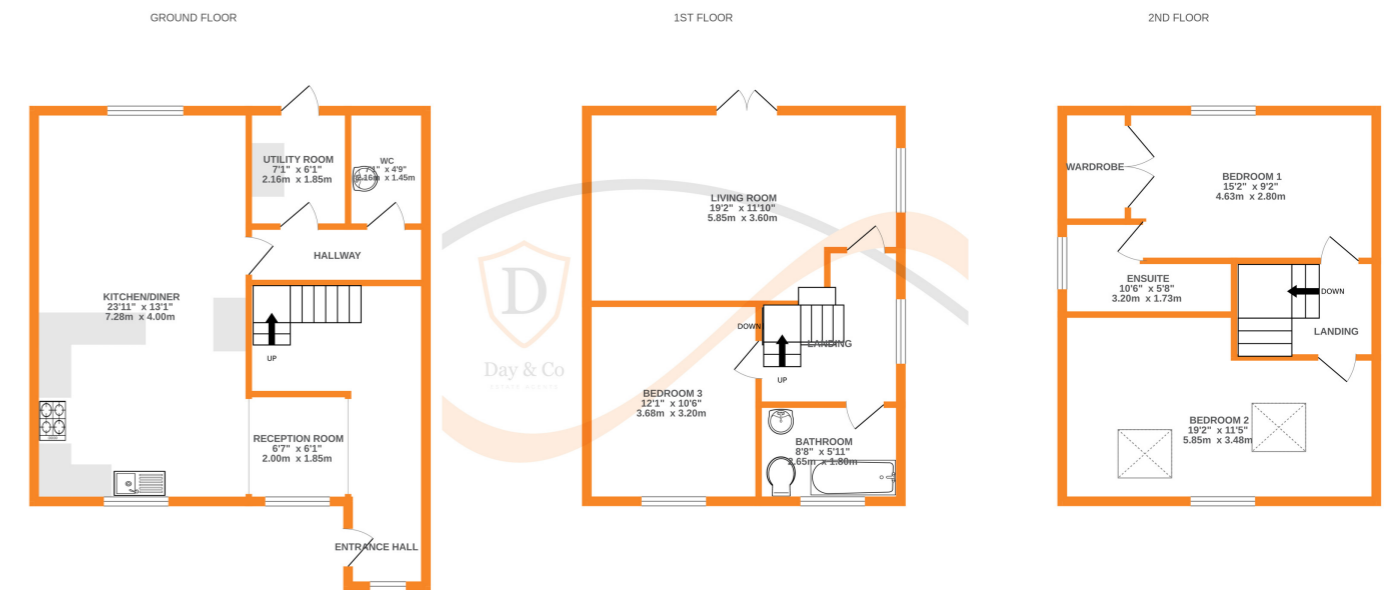 GROUND FLOOR
1ST FLOOR
2ND FLOOR
UTILITY ROOM
7'1" x 6'1"
2.16m x 1.85m
WC
x 4'9"
x 1.45m
HALLWAY
KITCHEN/DINER
23'11" x 13'1"
7.28m x 4.00m
UP
RECEPTION ROOM
6'7" x 6'1"
2.00m x 1.85m
ENTRANCE HALL
LIVING ROOM
19'2" x 11'10"
5.85m x 3.60m
D
Day & Co
ESTATE AGENTS
DOWN
LANDING
UP
BEDROOM 3
12'1" x 10'6"
3.68m x 3.20m
BATHROOM
8'8" x 5'11"
2.65m x 1.80m
WARDROBE
BEDROOM 1
15'2" x 9'2"
4.63m x 2.80m
ENSUITE
10'6" x 5'8"
3.20m x 1.73m
DOWN
LANDING
BEDROOM 2
19'2" x 11'5"
5.85m x 3.48m